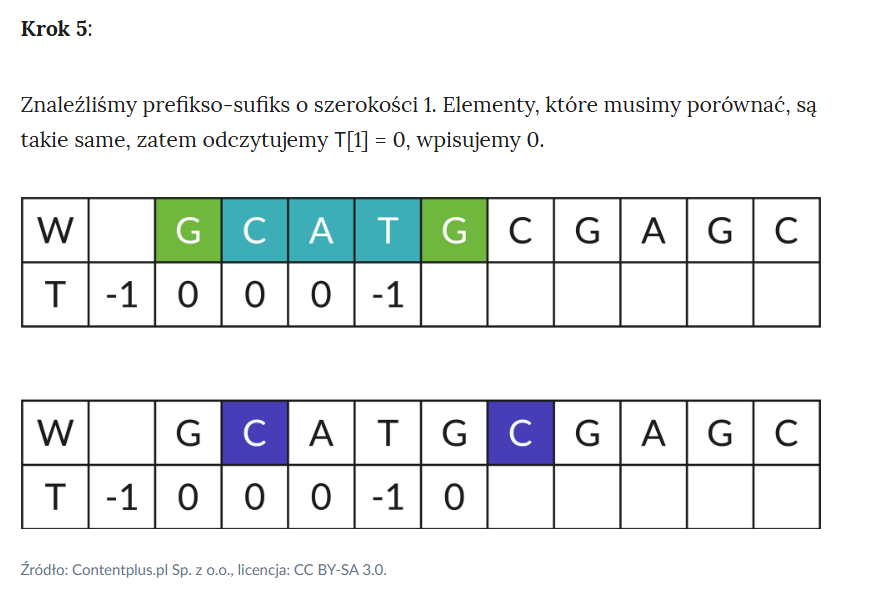 Krok 5:
Znaleźliśmy prefikso-sufiks o szerokości 1. Elementy, które musimy porównać, są
takie same, zatem odczytujemy T[1] = 0, wpisujemy 0.
W G C A T G C G A G C
T -1 0 0 0 -1
W G C A T G C G A G C
T -1 0 0 0 -1 0
Źródło: Contentplus.pl Sp. z o.o., licencja: CC BY-SA 3.0.